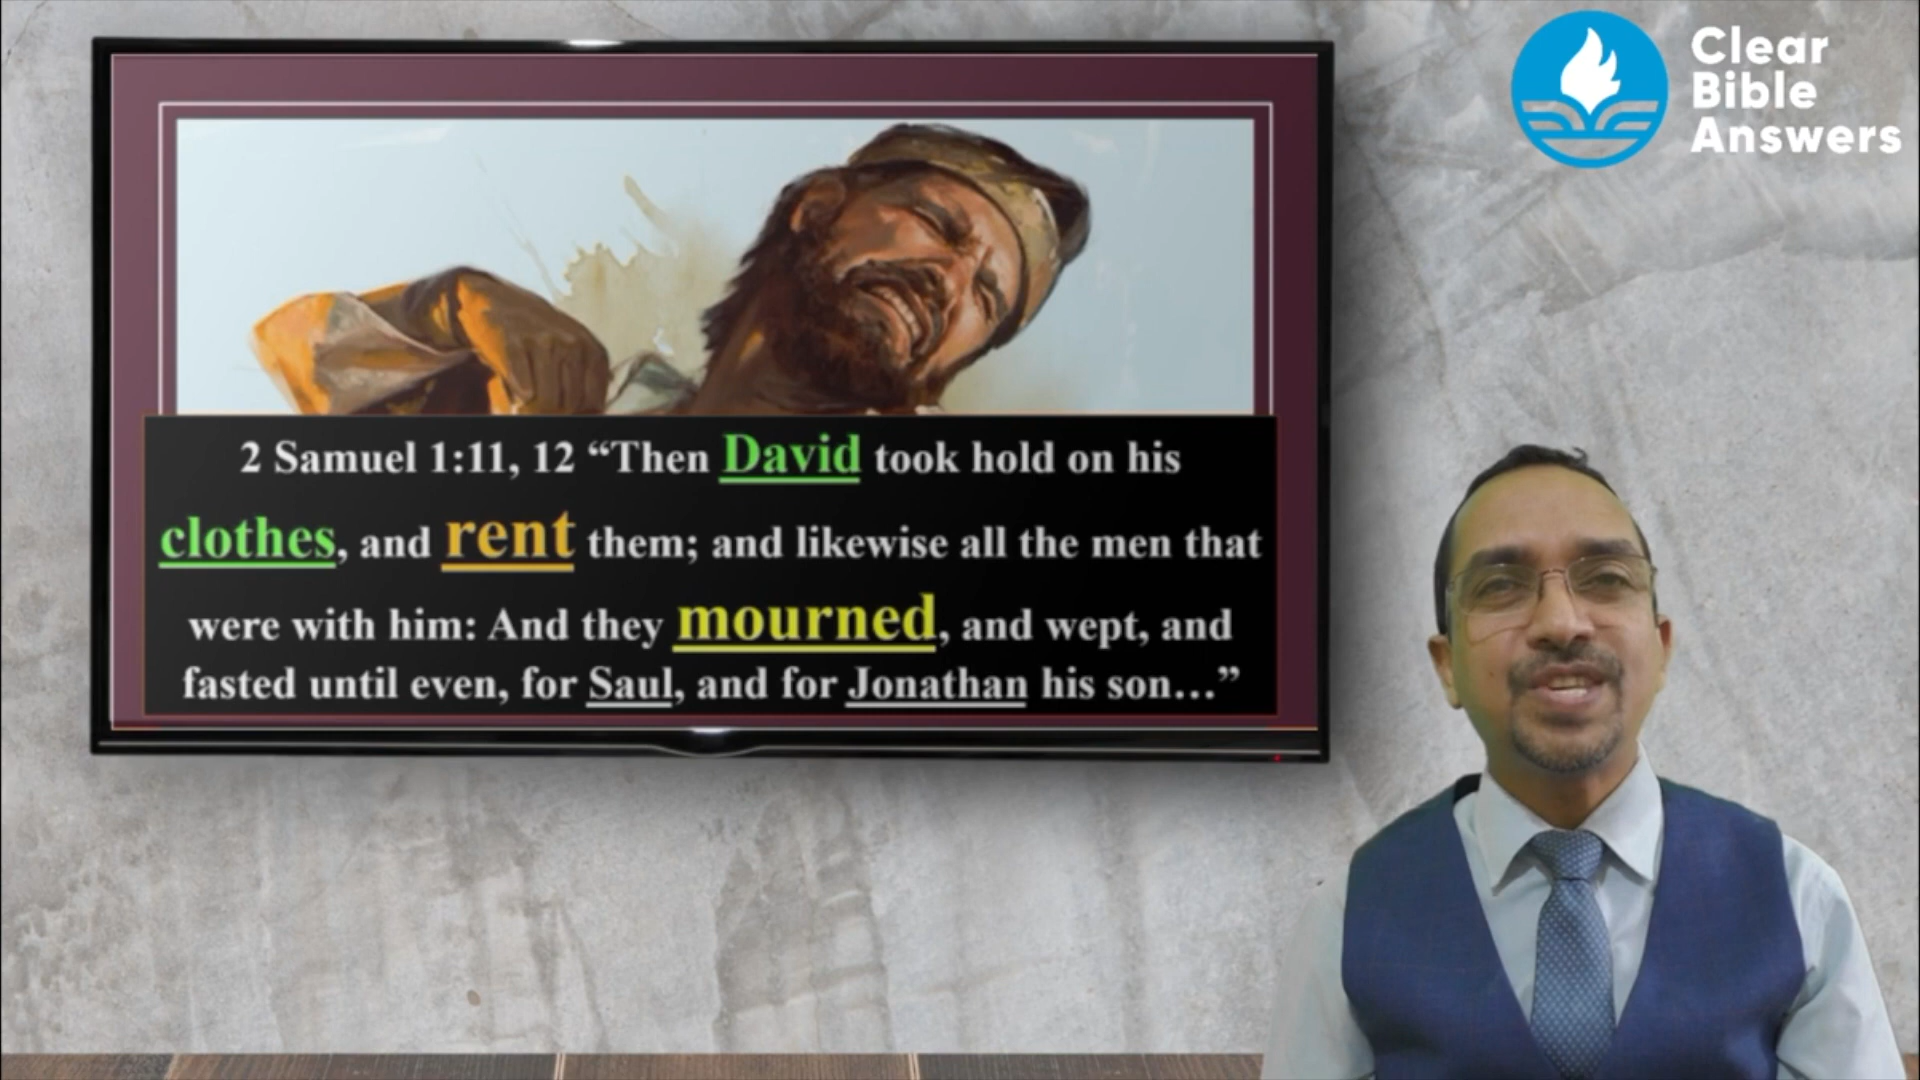 Clear
Bible
Answers
2 Samuel 1:11, 12 “Then David took hold on his
clothes, and rent them; and likewise all the men that
were with him: And they mourned, and wept, and
fasted until even, for Saul, and for Jonathan his son…”